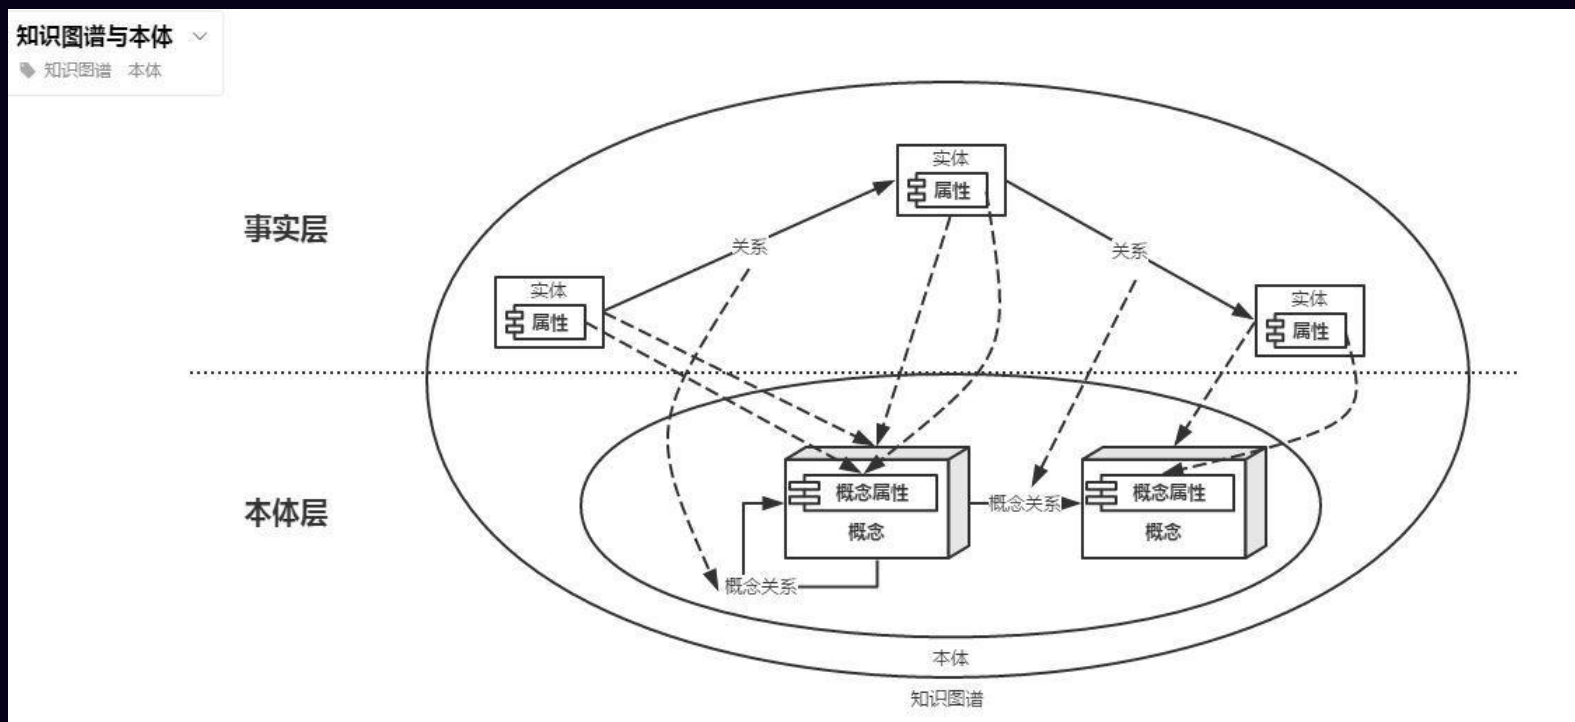 知识图谱与本体
知识图谱 本体
实体
属性
事实层
关系
关系
实体
属性
实体
属性
本体层
概念属性
概念
概念关系
概念属性
概念
概念关系
本体
知识图谱